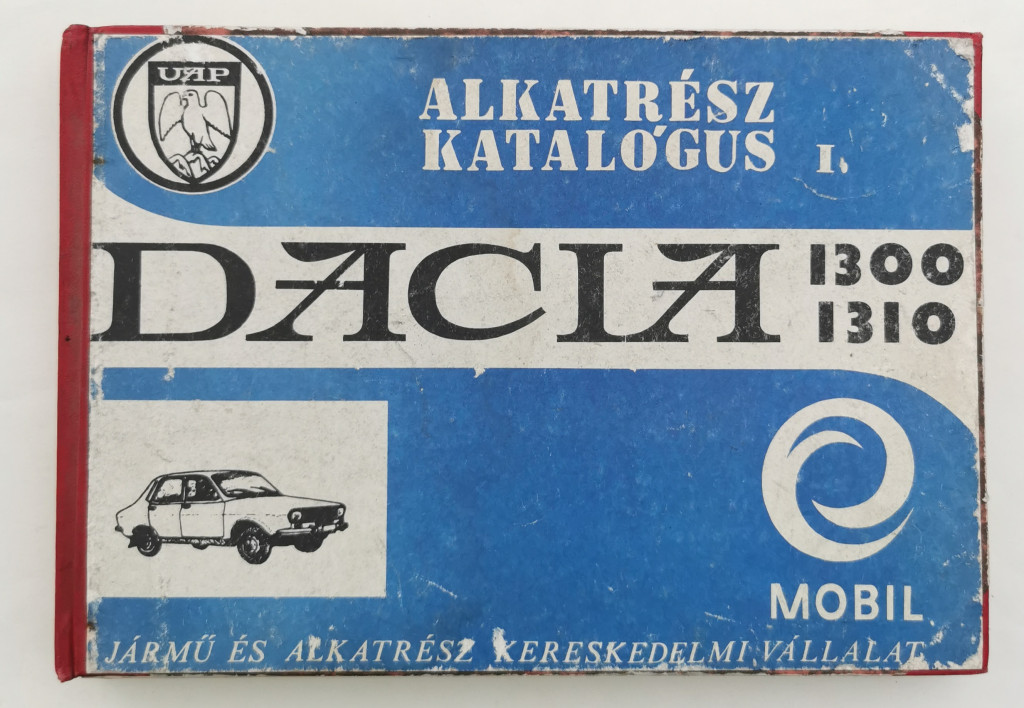 UAP
ALKATRÉSZ
KATALÓGUS I.
DACIA 1300
1310
MOBIL
JÁRMŰ ÉS ALKATRÉSZ KERESKEDELMI VÁLLALAT